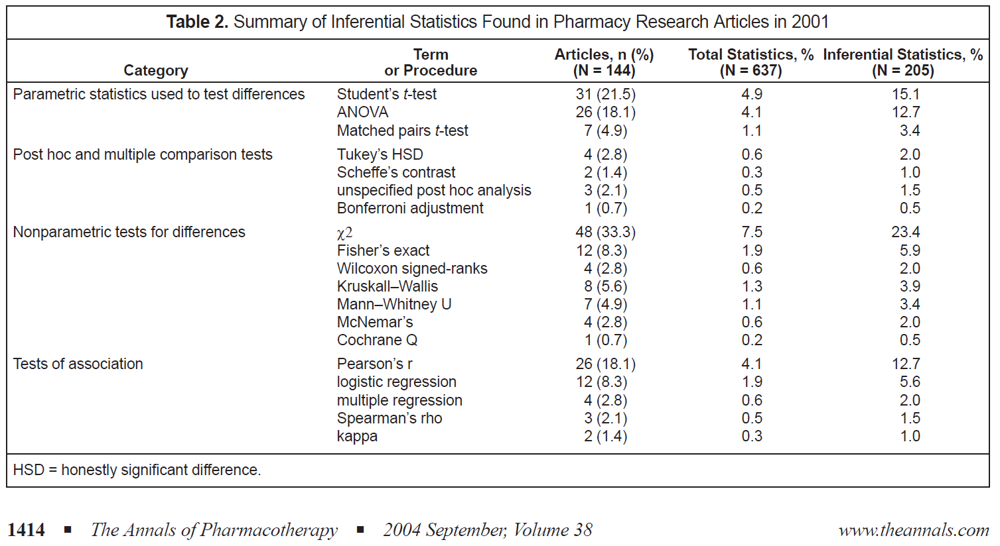 Table 2. Summary of Inferential Statistics Found in Pharmacy Research Articles in 2001
Category Term or Procedure Articles, n (%) (N = 144) Total Statistics, % (N = 637) Inferential Statistics, % (N = 205)
Parametric statistics used to test differences Student’s t-test 31 (21.5) 4.9 15.1
ANOVA 26 (18.1) 4.1 12.7
Matched pairs t-test 7 (4.9) 1.1 3.4
Post hoc and multiple comparison tests Tukey’s HSD 4 (2.8) 0.6 2.0
Scheffe’s contrast 2 (1.4) 0.3 1.0
unspecified post hoc analysis 3 (2.1) 0.5 1.5
Bonferroni adjustment 1 (0.7) 0.2 0.5
Nonparametric tests for differences χ2 48 (33.3) 7.5 23.4
Fisher’s exact 12 (8.3) 1.9 5.9
Wilcoxon signed-ranks 4 (2.8) 0.6 2.0
Kruskall–Wallis 8 (5.6) 1.3 3.9
Mann–Whitney U 7 (4.9) 1.1 3.4
McNemar’s 4 (2.8) 0.6 2.0
Cochrane Q 1 (0.7) 0.2 0.5
Tests of association Pearson’s r 26 (18.1) 4.1 12.7
logistic regression 12 (8.3) 1.9 5.6
multiple regression 4 (2.8) 0.6 2.0
Spearman’s rho 3 (2.1) 0.5 1.5
kappa 2 (1.4) 0.3 1.0
HSD = honestly significant difference.
1414 ■ The Annals of Pharmacotherapy ■ 2004 September, Volume 38 www.theannals.com